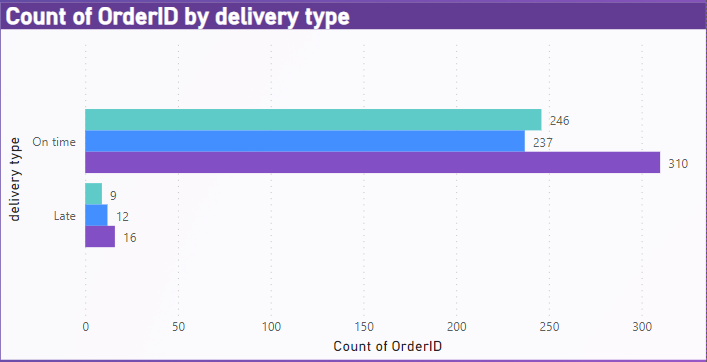 Count of OrderID by delivery type
delivery type
On time
246
237
310
Late
9
12
16
0 50 100 150 200 250 300
Count of OrderID